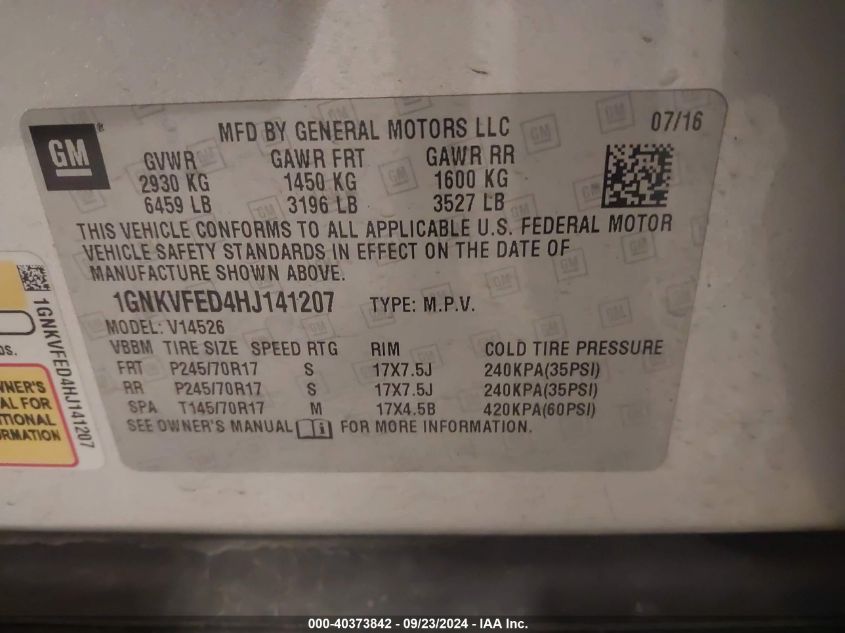 GM
MFD BY GENERAL MOTORS LLC 07/16
GVWR GAWR FRT GAWR RR
2930 KG 1450 KG 1600 KG
6459 LB 3196 LB 3527 LB
THIS VEHICLE CONFORMS TO ALL APPLICABLE U.S. FEDERAL MOTOR
VEHICLE SAFETY STANDARDS IN EFFECT ON THE DATE OF
MANUFACTURE SHOWN ABOVE.
1GNKVFED4HJ141207 TYPE: M.P.V.
MODEL: V14526
VBBM TIRE SIZE SPEED RTG RIM COLD TIRE PRESSURE
FRT P245/70R17 S 17X7.5J 240KPA(35PSI)
RR P245/70R17 S 17X7.5J 240KPA(35PSI)
SPA T145/70R17 M 17X4.5B 420KPA(60PSI)
SEE OWNER'S MANUAL FOR MORE INFORMATION.
1GNKVFED4HJ141207
000-40373842 - 09/23/2024 - IAA Inc.